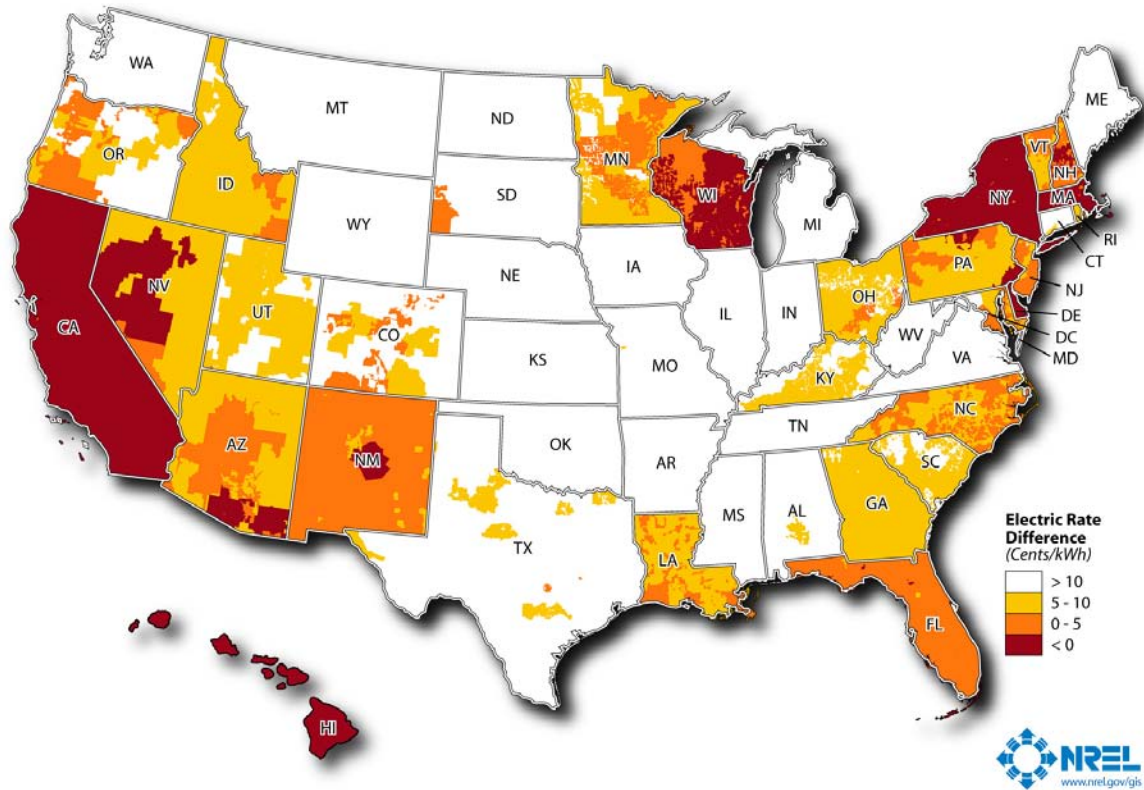 WA
MT
ND
ME
OR
MN
VT
ID
SD
NH
WI
NY
MA
WY
MI
RI
CT
IA
PA
NE
NJ
NV
OH
DE
UT
IL
IN
DC
CA
CO
WV
MD
VA
KS
MO
KY
NC
TN
AZ
OK
NM
AR
SC
MS
AL
GA
TX
LA
FL
HI
Electric Rate
Difference
(Cents/kWh)
> 10
5 - 10
0 - 5
< 0
NREL
www.nrel.gov/gis